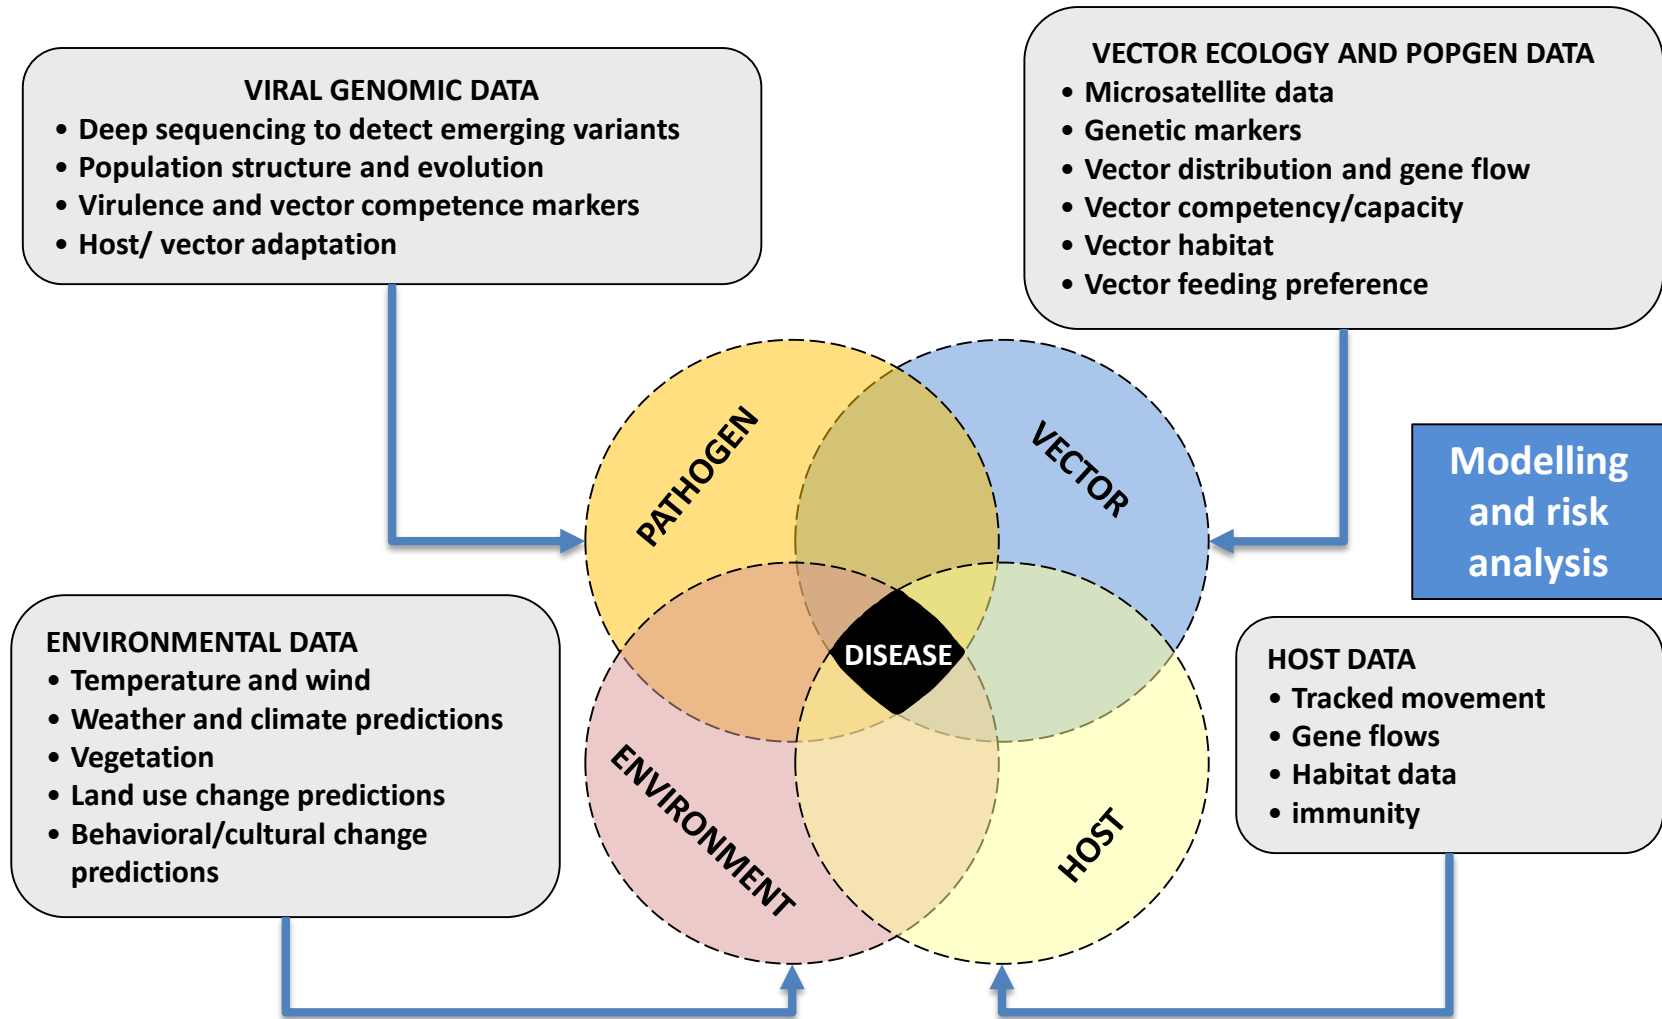 VIRAL GENOMIC DATA
• Deep sequencing to detect emerging variants
• Population structure and evolution
• Virulence and vector competence markers
• Host/ vector adaptation
VECTOR ECOLOGY AND POPGEN DATA
• Microsatellite data
• Genetic markers
• Vector distribution and gene flow
• Vector competency/capacity
• Vector habitat
• Vector feeding preference
PATHOGEN
VECTOR
Modelling
and risk
analysis
DISEASE
ENVIRONMENTAL DATA
• Temperature and wind
• Weather and climate predictions
• Vegetation
• Land use change predictions
• Behavioral/cultural change
predictions
ENVIRONMENT
HOST
HOST DATA
• Tracked movement
• Gene flows
• Habitat data
• immunity